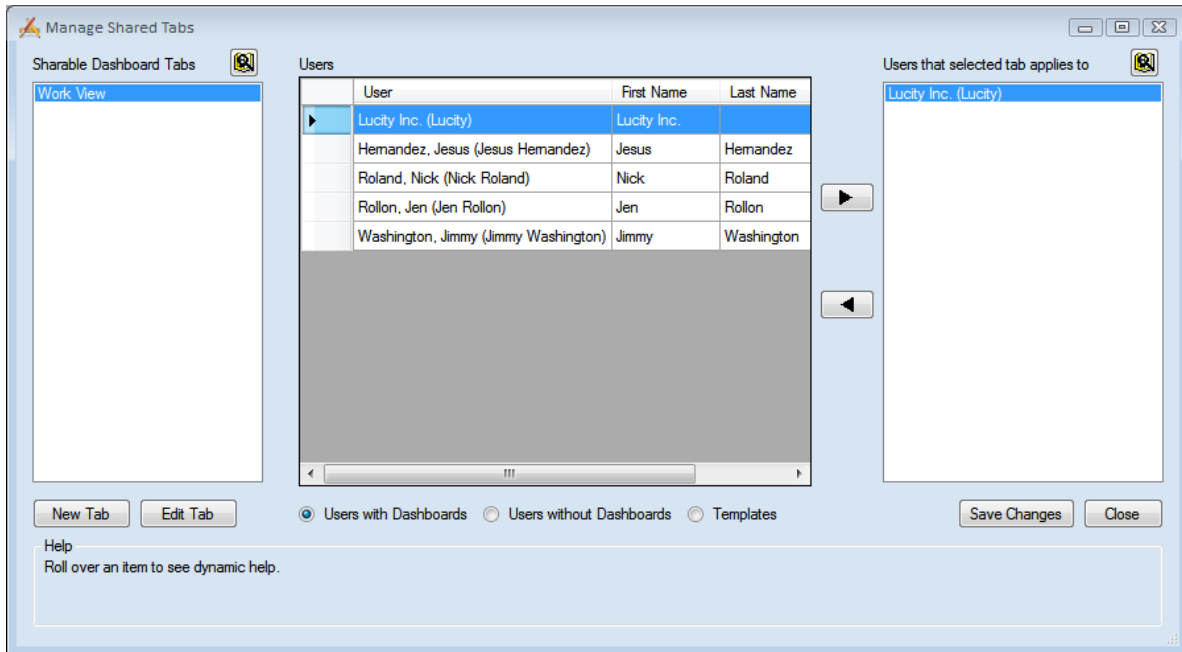 Manage Shared Tabs
Sharable Dashboard Tabs
Work View
Users
User First Name Last Name
Lucity Inc. (Lucity) Lucity Inc.
Hernandez, Jesus (Jesus Hernandez) Jesus Hernandez
Roland, Nick (Nick Roland) Nick Roland
Rollon, Jen (Jen Rollon) Jen Rollon
Washington, Jimmy (Jimmy Washington) Jimmy Washington
Users that selected tab applies to
Lucity Inc. (Lucity)
New Tab Edit Tab
Users with Dashboards Users without Dashboards Templates
Save Changes Close
Help
Roll over an item to see dynamic help.